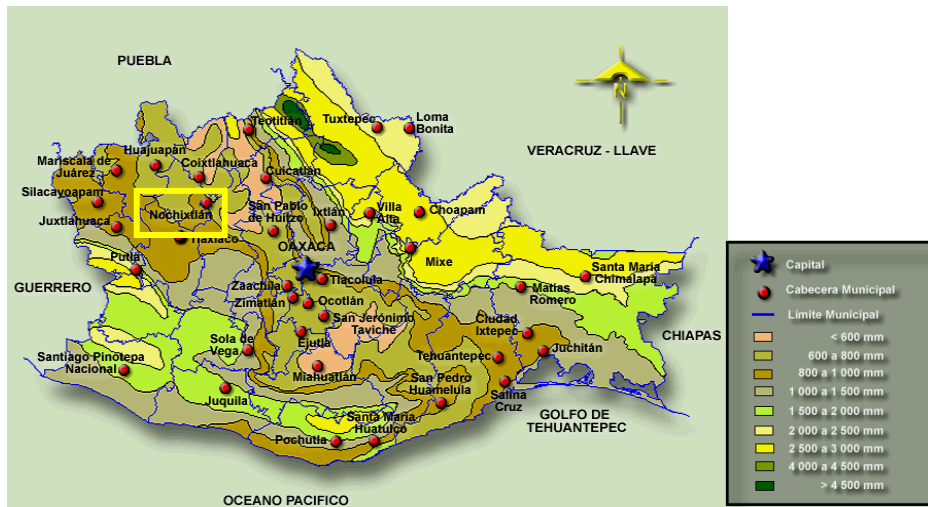 PUEBLA
N
VERACRUZ - LLAVE
Teotitlán
Tuxtepec
Loma
Bonita
Huajuapán
Mariscala de
Juárez
Coixtlahuaca
Cuicatlán
Silacayoapam
Nochixtlán
San Pablo
de Huitzo
Ixtlán
Villa
Alta
Choapam
Juxtlahuaca
Tlaxiaco
OAXACA
Putla
Mixe
Tlacolula
Santa María
Chimalapa
GUERRERO
Zaachila
Zimatlán
Ocotlán
Matías
Romero
San Jerónimo
Taviche
Ciudad
Ixtepec
CHIAPAS
Sola de
Vega
Ejutla
Juchitán
Tehuantepec
Santiago Pinotepa
Nacional
Miahuatlán
San Pedro
Huamelula
Salina
Cruz
Juquila
GOLFO DE
TEHUANTEPEC
Santa María
Huatulco
Pochutla
OCEANO PACIFICO
Capital
Cabecera Municipal
Límite Municipal
< 600 mm
600 a 800 mm
800 a 1 000 mm
1 000 a 1 500 mm
1 500 a 2 000 mm
2 000 a 2 500 mm
2 500 a 3 000 mm
4 000 a 4 500 mm
> 4 500 mm